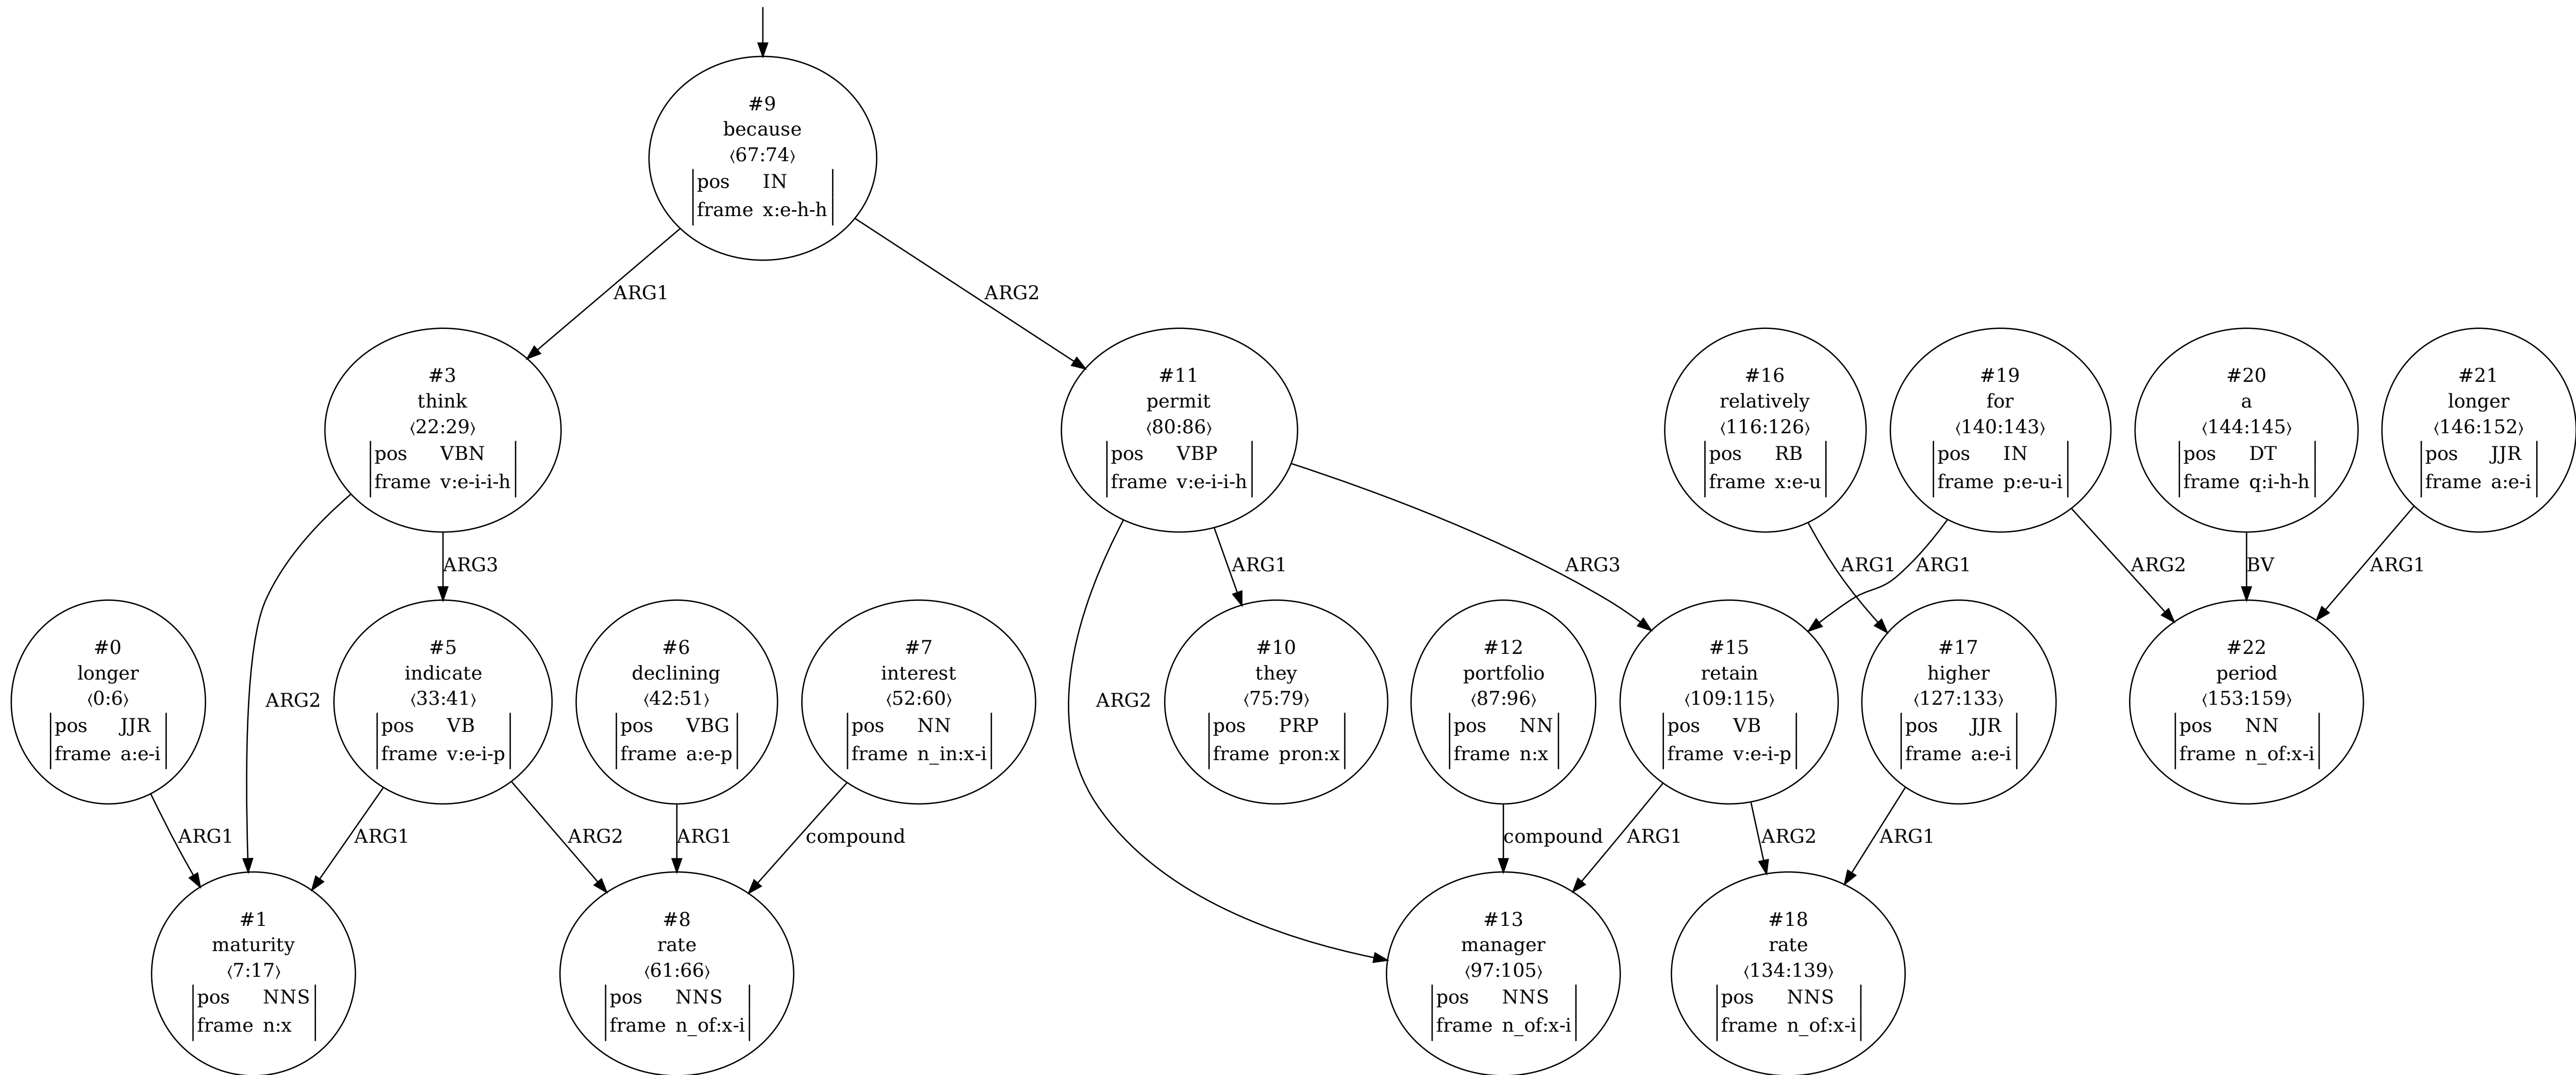 #9
because
⟨67:74⟩
pos IN
frame x:e-h-h
ARG1
ARG2
#3
think
⟨22:29⟩
pos VBN
frame v:e-i-i-h
#11
permit
⟨80:86⟩
pos VBP
frame v:e-i-i-h
#16
relatively
⟨116:126⟩
pos RB
frame x:e-u
#19
for
⟨140:143⟩
pos IN
frame p:e-u-i
#20
a
⟨144:145⟩
pos DT
frame q:i-h-h
#21
longer
⟨146:152⟩
pos JJR
frame a:e-i
ARG3
ARG1
ARG3
ARG1
ARG1
ARG2
BV
ARG1
#0
longer
⟨0:6⟩
pos JJR
frame a:e-i
ARG2
#5
indicate
⟨33:41⟩
pos VB
frame v:e-i-p
#6
declining
⟨42:51⟩
pos VBG
frame a:e-p
#7
interest
⟨52:60⟩
pos NN
frame n_in:x-i
ARG2
#10
they
⟨75:79⟩
pos PRP
frame pron:x
#12
portfolio
⟨87:96⟩
pos NN
frame n:x
#15
retain
⟨109:115⟩
pos VB
frame v:e-i-p
#17
higher
⟨127:133⟩
pos JJR
frame a:e-i
#22
period
⟨153:159⟩
pos NN
frame n_of:x-i
ARG1
ARG1
ARG2
ARG1
compound
compound
ARG1
ARG2
ARG1
#1
maturity
⟨7:17⟩
pos NNS
frame n:x
#8
rate
⟨61:66⟩
pos NNS
frame n_of:x-i
#13
manager
⟨97:105⟩
pos NNS
frame n_of:x-i
#18
rate
⟨134:139⟩
pos NNS
frame n_of:x-i